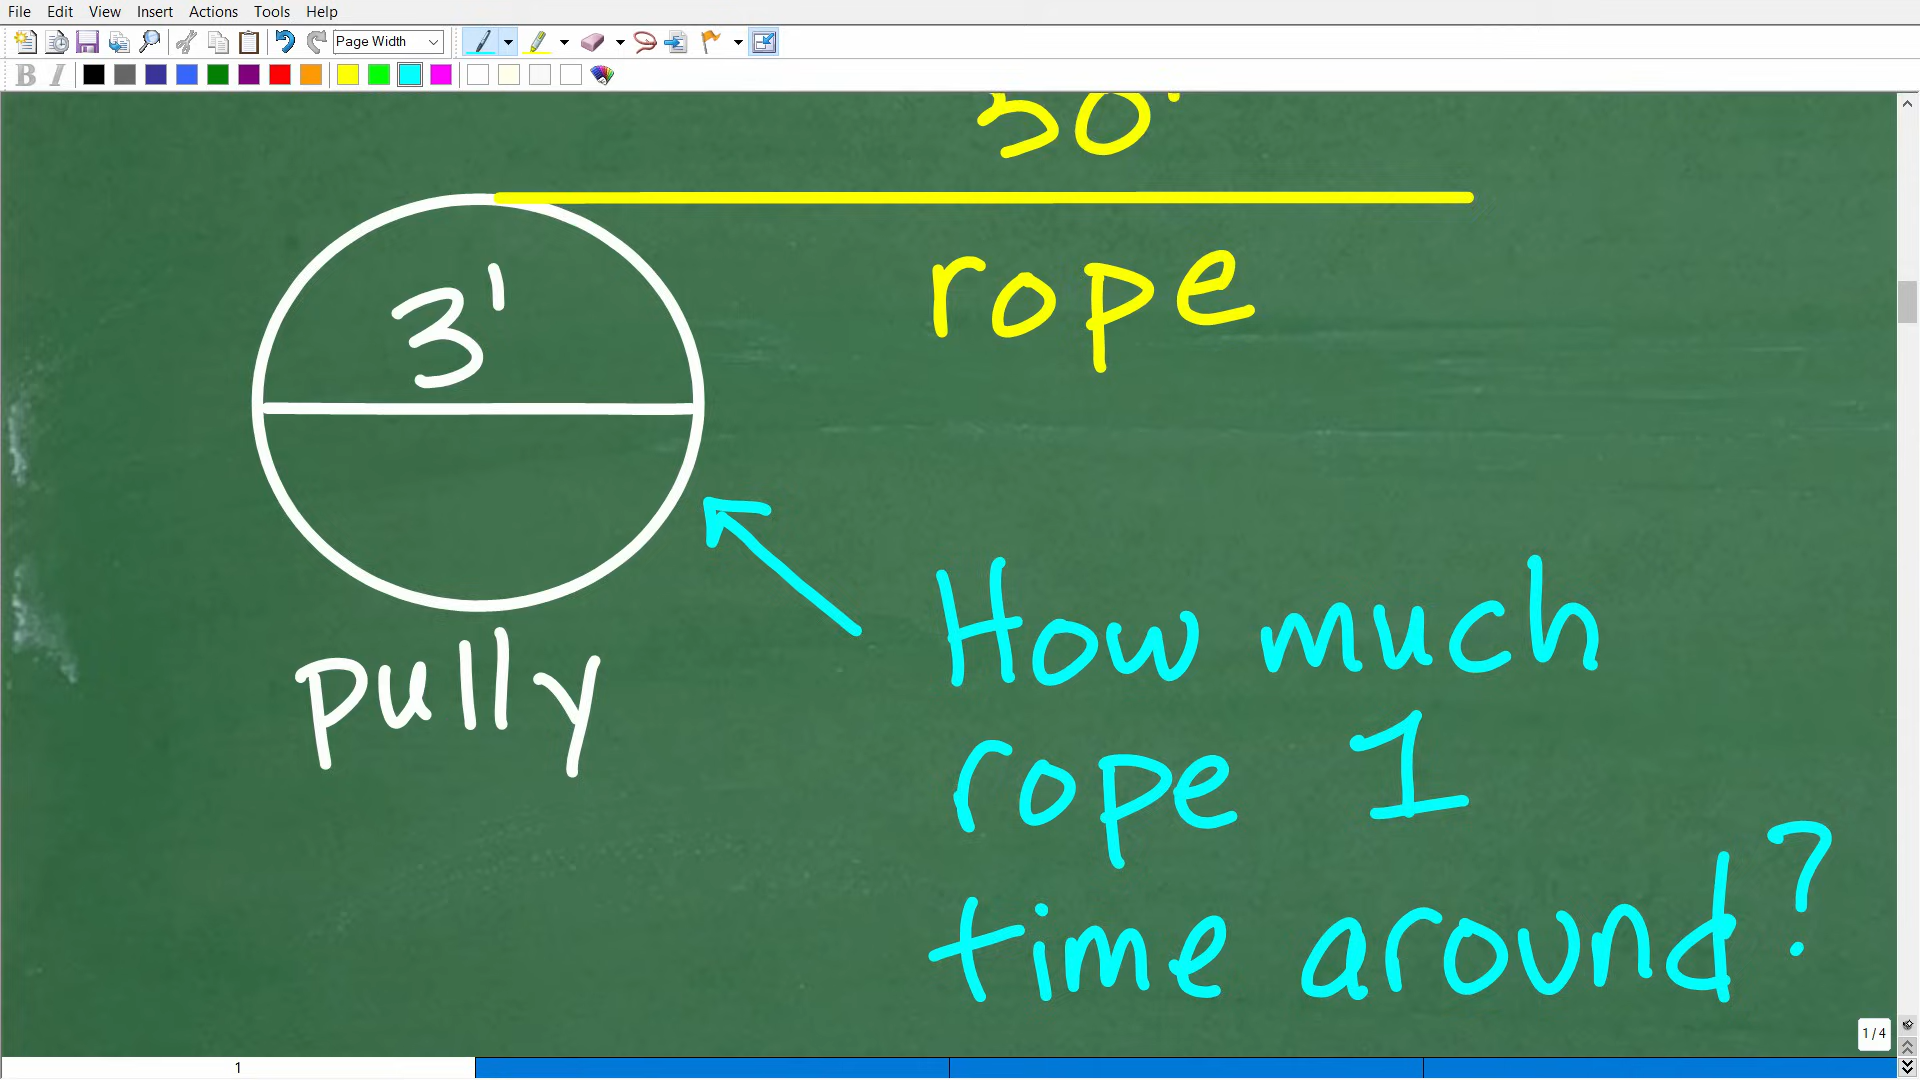 File Edit View Insert Actions Tools Help
Page Width
B I
50'
rope
3'
pully
How much
rope 1
time around?
1 / 4
1